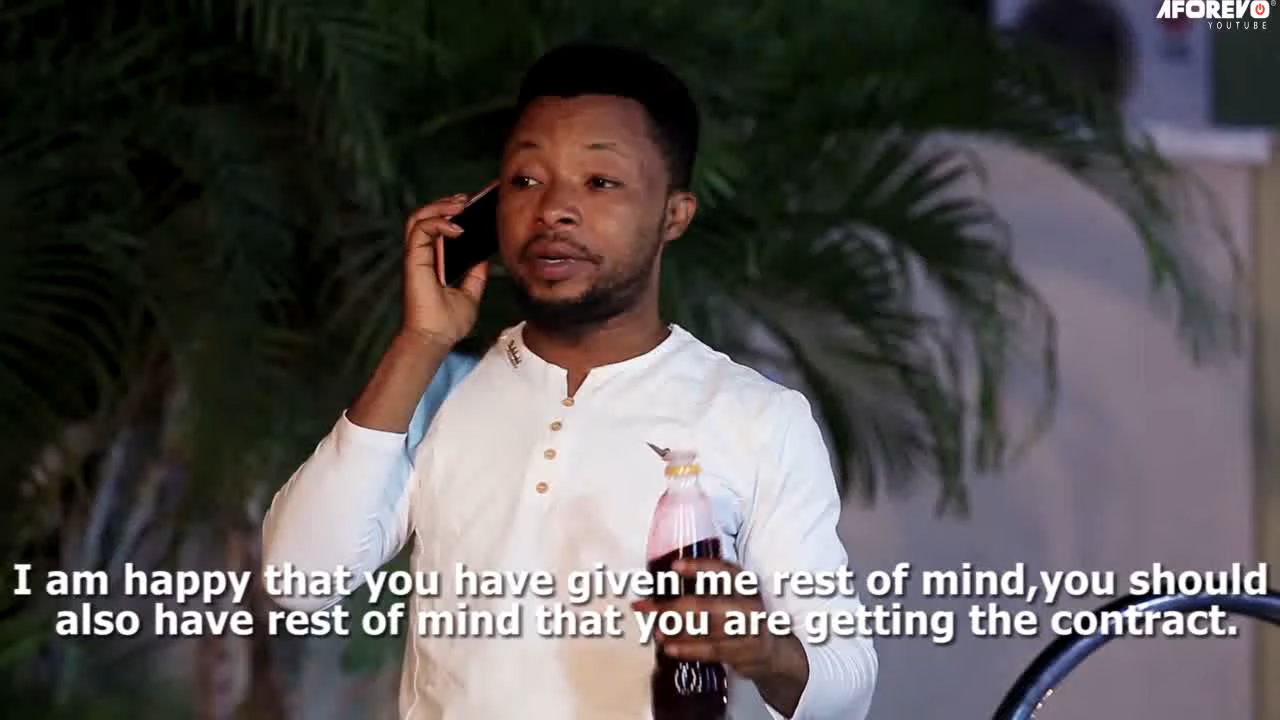 AFOREVO
YOUTUBE
I am happy that you have given me rest of mind,you should
also have rest of mind that you are getting the contract.